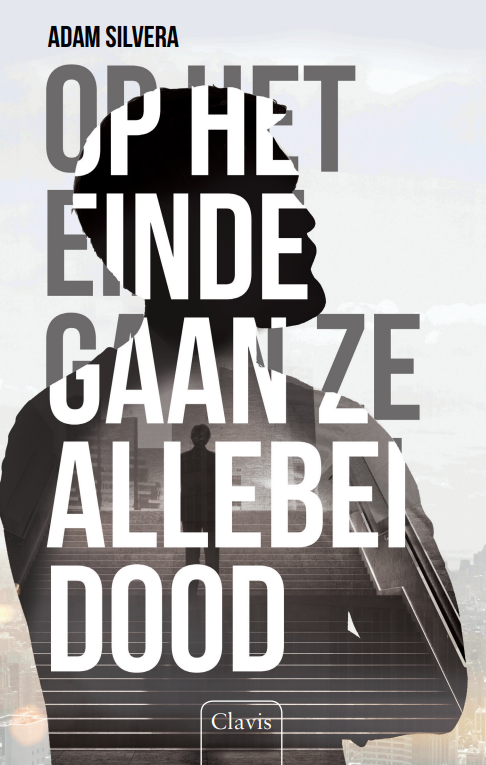 ADAM SILVERA
OP HET
EINDE
GAAN ZE
ALLEBEI
DOOD
Clavis